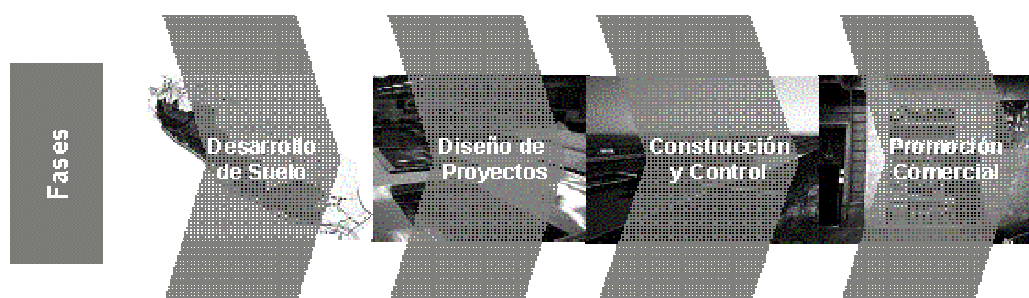 Fases
Desarrollo
de Suelo
Diseño de
Proyectos
Construcción
y Control
Promoción
Comercial